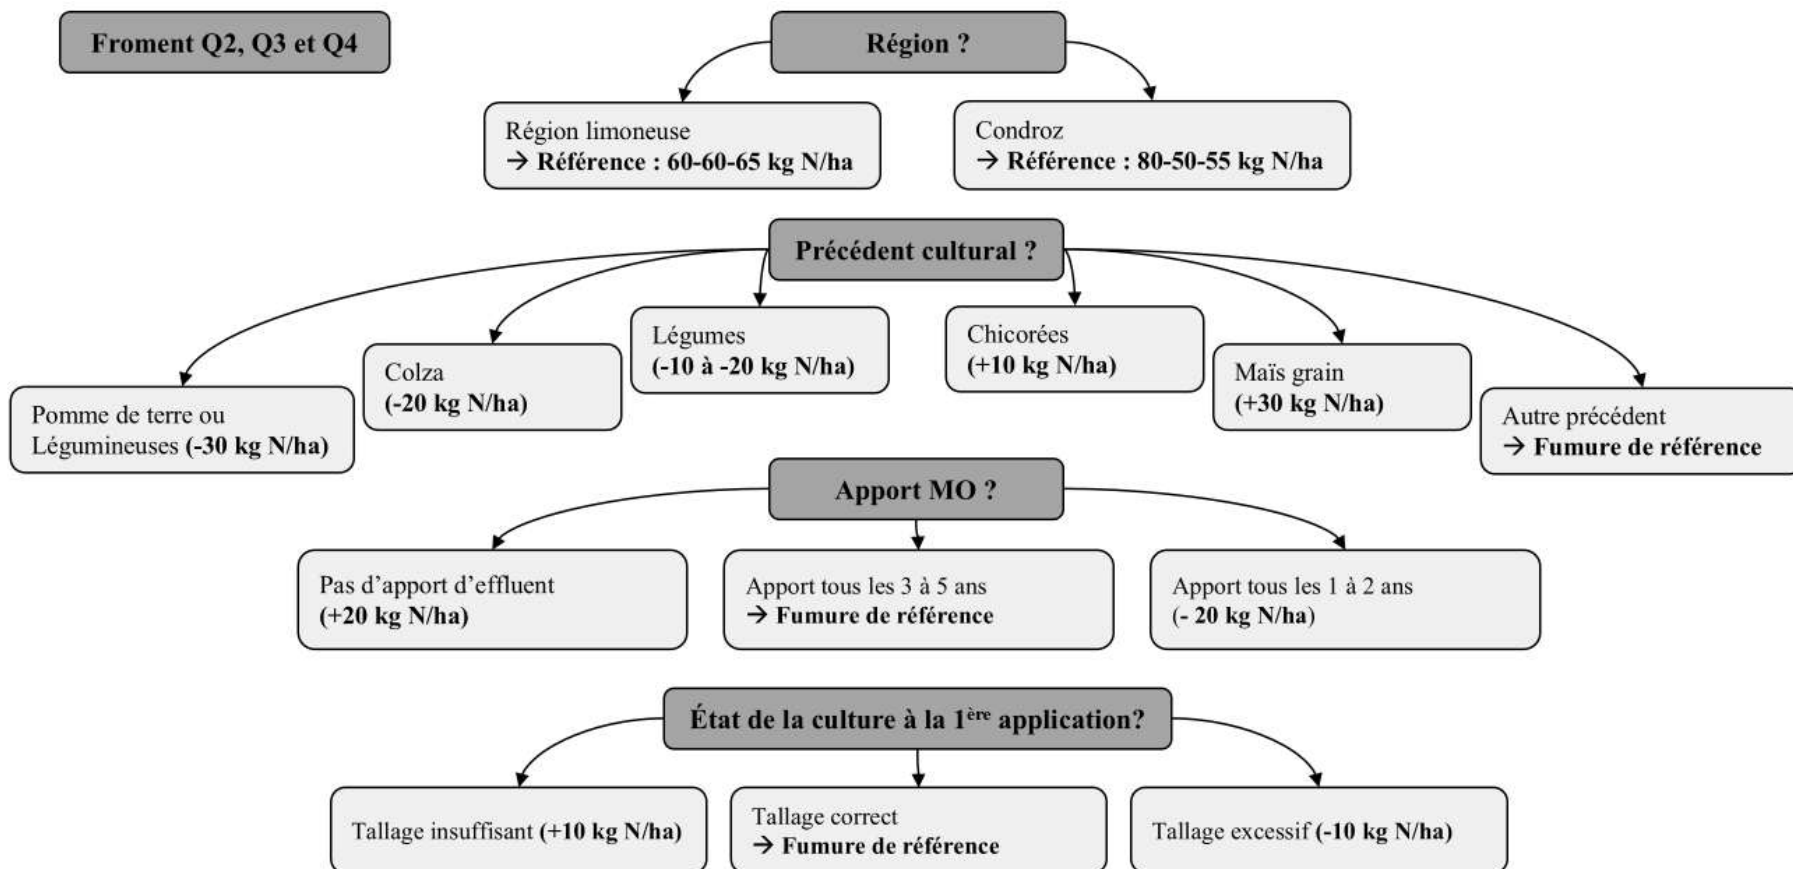 Froment Q2, Q3 et Q4
Région ?
Région limoneuse
→ Référence : 60-60-65 kg N/ha
Condroz
→ Référence : 80-50-55 kg N/ha
Précédent cultural ?
Pomme de terre ou
Légumineuses (-30 kg N/ha)
Colza
(-20 kg N/ha)
Légumes
(-10 à -20 kg N/ha)
Chicorées
(+10 kg N/ha)
Maïs grain
(+30 kg N/ha)
Autre précédent
→ Fumure de référence
Apport MO ?
Pas d’apport d’effluent
(+20 kg N/ha)
Apport tous les 3 à 5 ans
→ Fumure de référence
Apport tous les 1 à 2 ans
(- 20 kg N/ha)
État de la culture à la 1ère application?
Tallage insuffisant (+10 kg N/ha)
Tallage correct
→ Fumure de référence
Tallage excessif (-10 kg N/ha)